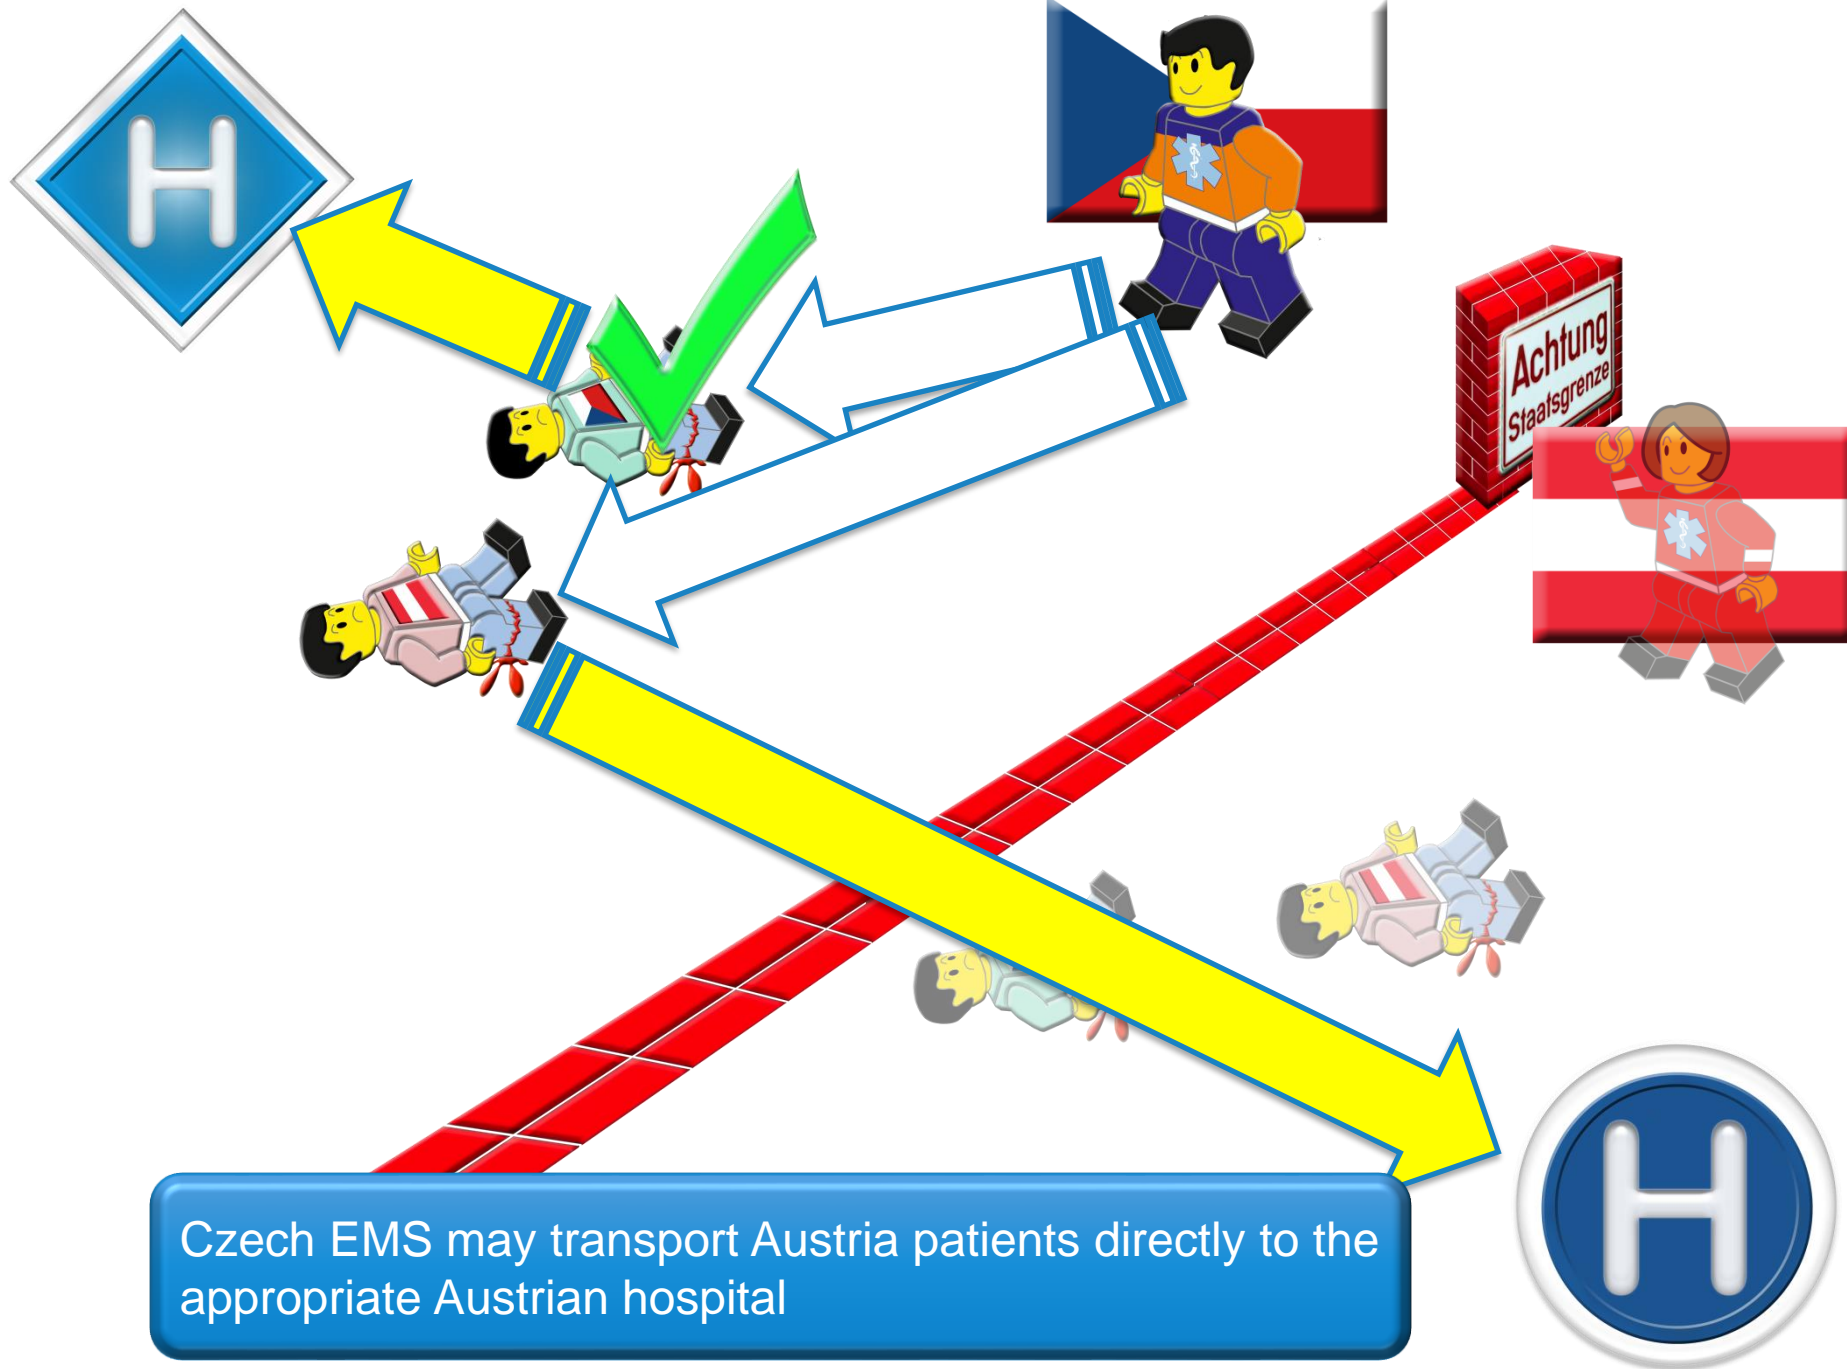 H
Achtung
Staatsgrenze
Czech EMS may transport Austria patients directly to the
appropriate Austrian hospital
H